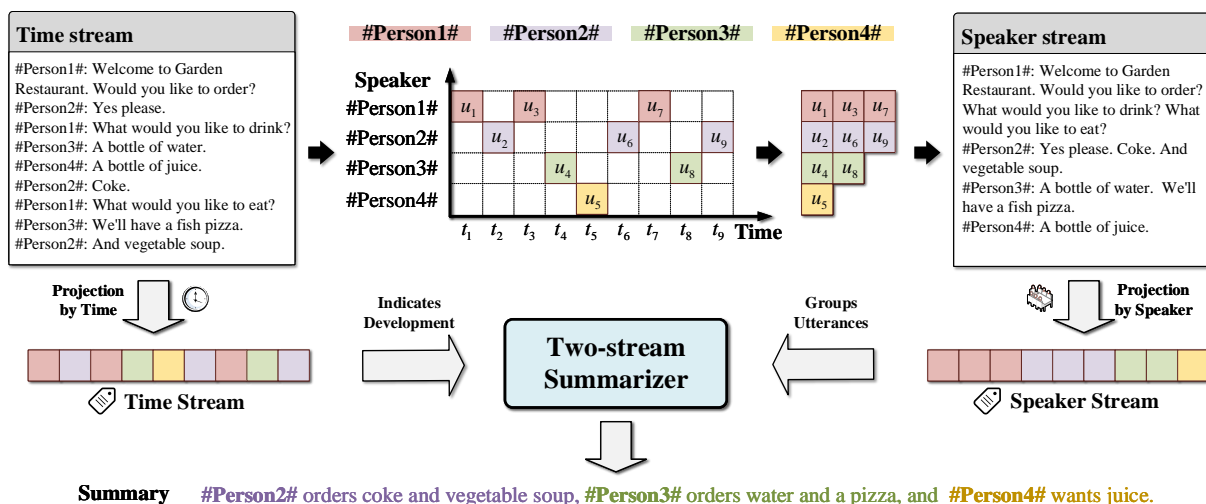 Time stream
#Person1#: Welcome to Garden
Restaurant. Would you like to order?
#Person2#: Yes please.
#Person1#: What would you like to drink?
#Person3#: A bottle of water.
#Person4#: A bottle of juice.
#Person2#: Coke.
#Person1#: What would you like to eat?
#Person3#: We'll have a fish pizza.
#Person2#: And vegetable soup.
#Person1# #Person2# #Person3# #Person4#
Speaker
#Person1# u1 u3 u7
#Person2# u2 u6 u9
#Person3# u4 u8
#Person4# u5
t1 t2 t3 t4 t5 t6 t7 t8 t9 Time
u1 u3 u7
u2 u6 u9
u4 u8
u5
Speaker stream
#Person1#: Welcome to Garden
Restaurant. Would you like to order?
What would you like to drink? What
would you like to eat?
#Person2#: Yes please. Coke. And
vegetable soup.
#Person3#: A bottle of water. We'll
have a fish pizza.
#Person4#: A bottle of juice.
Projection
by Time
Indicates
Development
Two-stream
Summarizer
Groups
Utterances
Projection
by Speaker
Time Stream
Speaker Stream
Summary #Person2# orders coke and vegetable soup, #Person3# orders water and a pizza, and #Person4# wants juice.